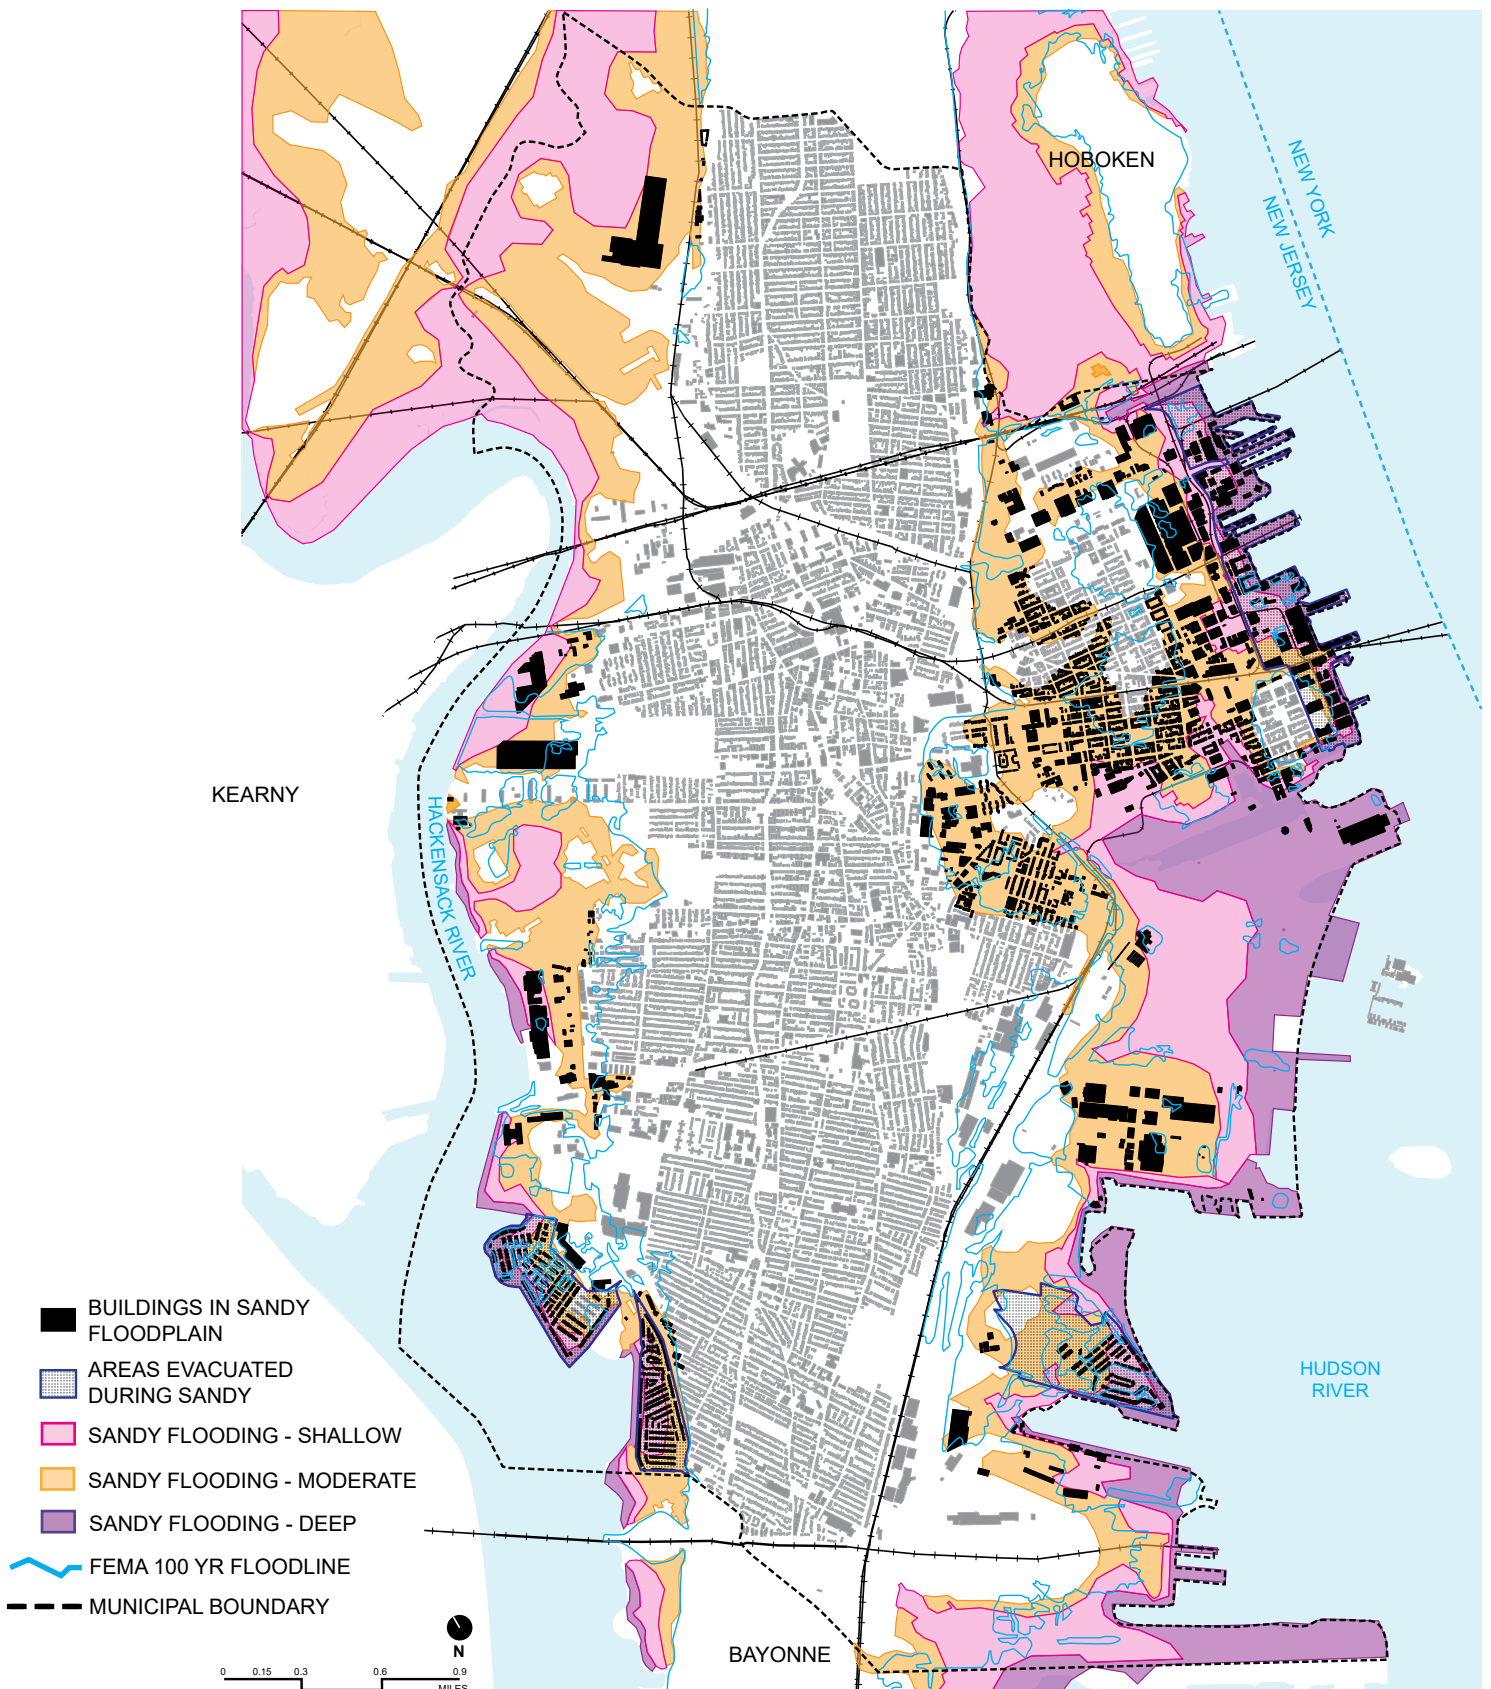 HOBOKEN
NEW YORK
NEW JERSEY
KEARNY
HACKENSACK RIVER
HUDSON
RIVER
BUILDINGS IN SANDY
FLOODPLAIN
AREAS EVACUATED
DURING SANDY
SANDY FLOODING - SHALLOW
SANDY FLOODING - MODERATE
SANDY FLOODING - DEEP
FEMA 100 YR FLOODLINE
MUNICIPAL BOUNDARY
N
BAYONNE
0 0.15 0.3 0.6 0.9
MILES